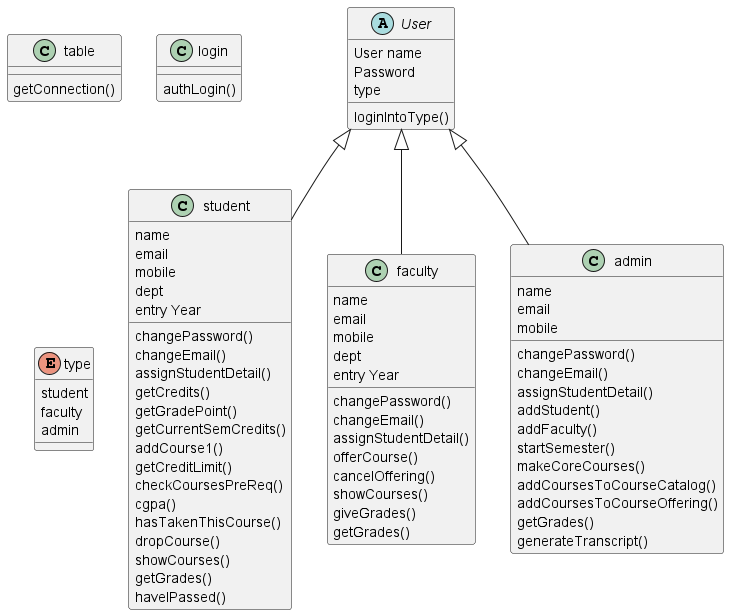 C table
getConnection()
C login
authLogin()
A User
User name
Password
type
loginIntoType()
C student
name
email
mobile
dept
entry Year
changePassword()
changeEmail()
assignStudentDetail()
getCredits()
getGradePoint()
getCurrentSemCredits()
addCourse1()
getCreditLimit()
checkCoursesPreReq()
cgpa()
hasTakenThisCourse()
dropCourse()
showCourses()
getGrades()
haveIPassed()
C faculty
name
email
mobile
dept
entry Year
changePassword()
changeEmail()
assignStudentDetail()
offerCourse()
cancelOffering()
showCourses()
giveGrades()
getGrades()
C admin
name
email
mobile
changePassword()
changeEmail()
assignStudentDetail()
addStudent()
addFaculty()
startSemester()
makeCoreCourses()
addCoursesToCourseCatalog()
addCoursesToCourseOffering()
getGrades()
generateTranscript()
E type
student
faculty
admin